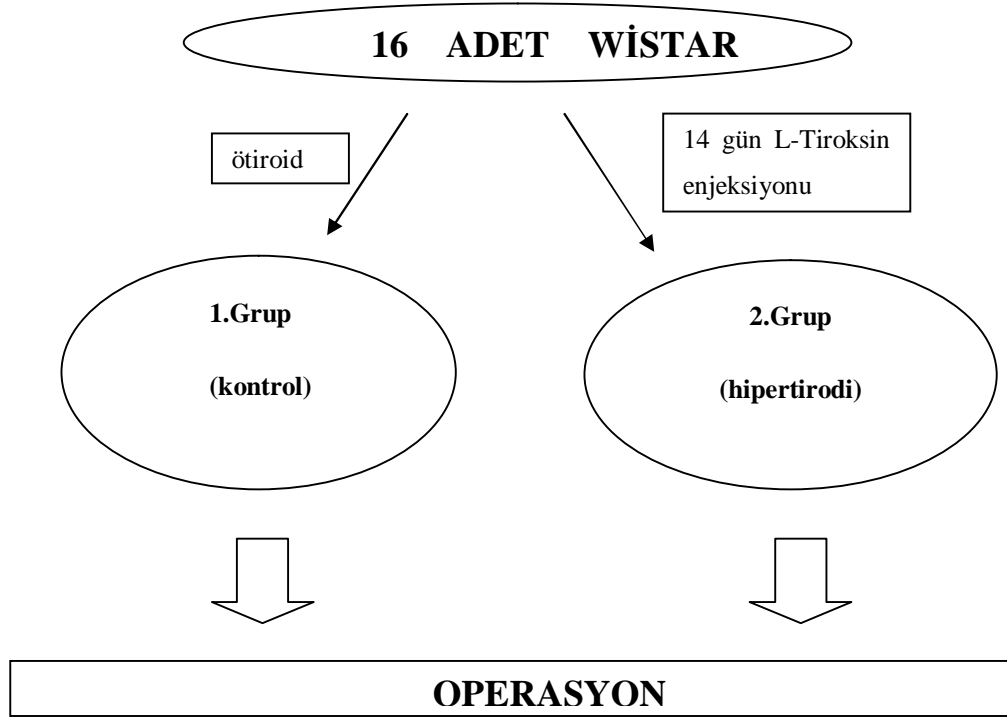 16 ADET WİSTAR
ötiroid
14 gün L-Tiroksin
enjeksiyonu
1.Grup
(kontrol)
2.Grup
(hipertirodi)
OPERASYON